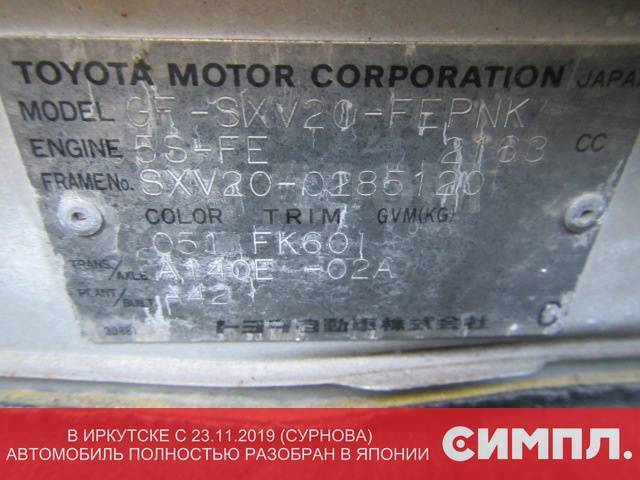 TOYOTA MOTOR CORPORATION JAPA
MODEL GF-SXV20-FEPNK
ENGINE 5S-FE 2163 CC
FRAME No. SXV20-0285120
COLOR TRIM GVM(KG)
051 FK60
TRANS./AXLE A140E -02A
PLANT/BUILT F42
トヨタ自動車株式会社 C
В ИРКУТСКЕ С 23.11.2019 (СУРНОВА)
АВТОМОБИЛЬ ПОЛНОСТЬЮ РАЗОБРАН В ЯПОНИИ
СИМПЛ.